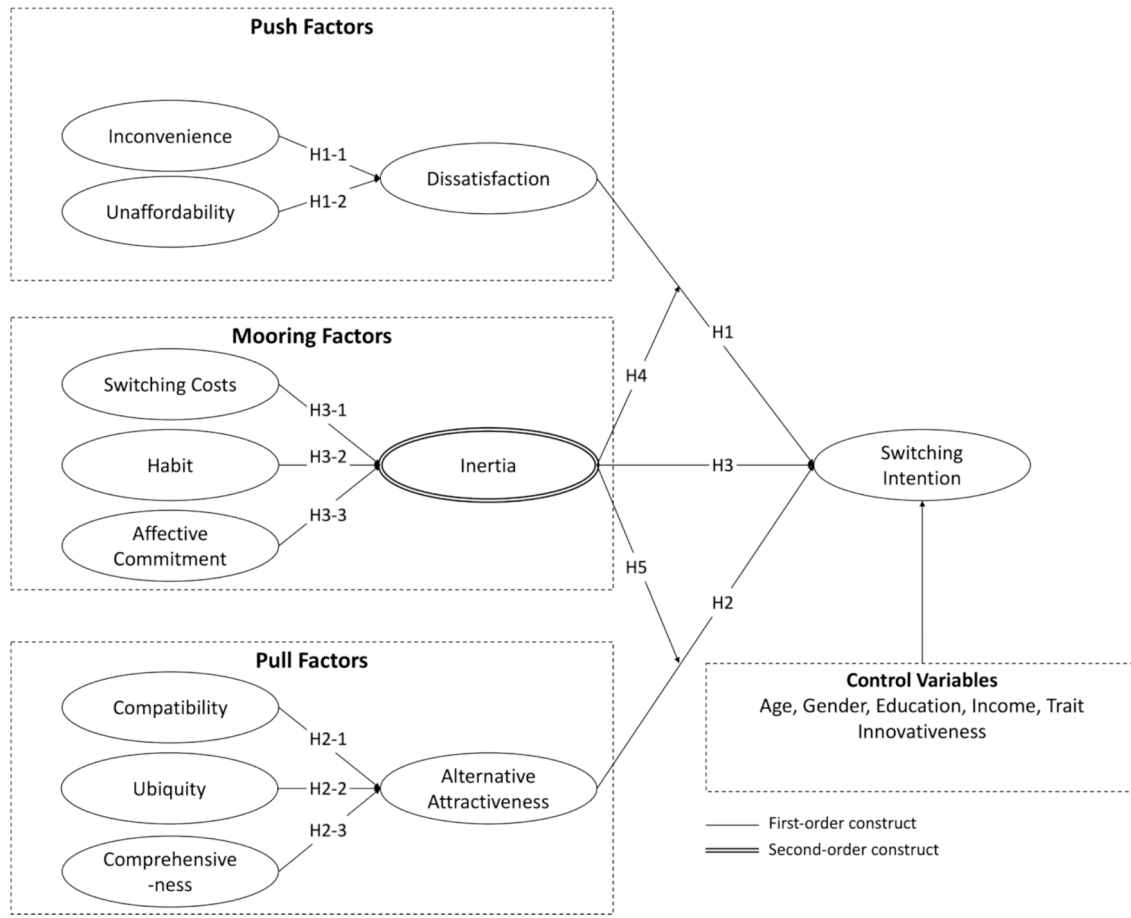 Push Factors
Inconvenience
H1-1
Dissatisfaction
Unaffordability
H1-2
H1
Mooring Factors
Switching Costs
H3-1
H4
Habit
H3-2
Inertia
H3
Switching
Intention
H3-3
Affective
Commitment
H5
H2
Pull Factors
Compatibility
H2-1
Ubiquity
H2-2
Alternative
Attractiveness
H2-3
Comprehensive
-ness
Control Variables
Age, Gender, Education, Income, Trait
Innovativeness
First-order construct
Second-order construct